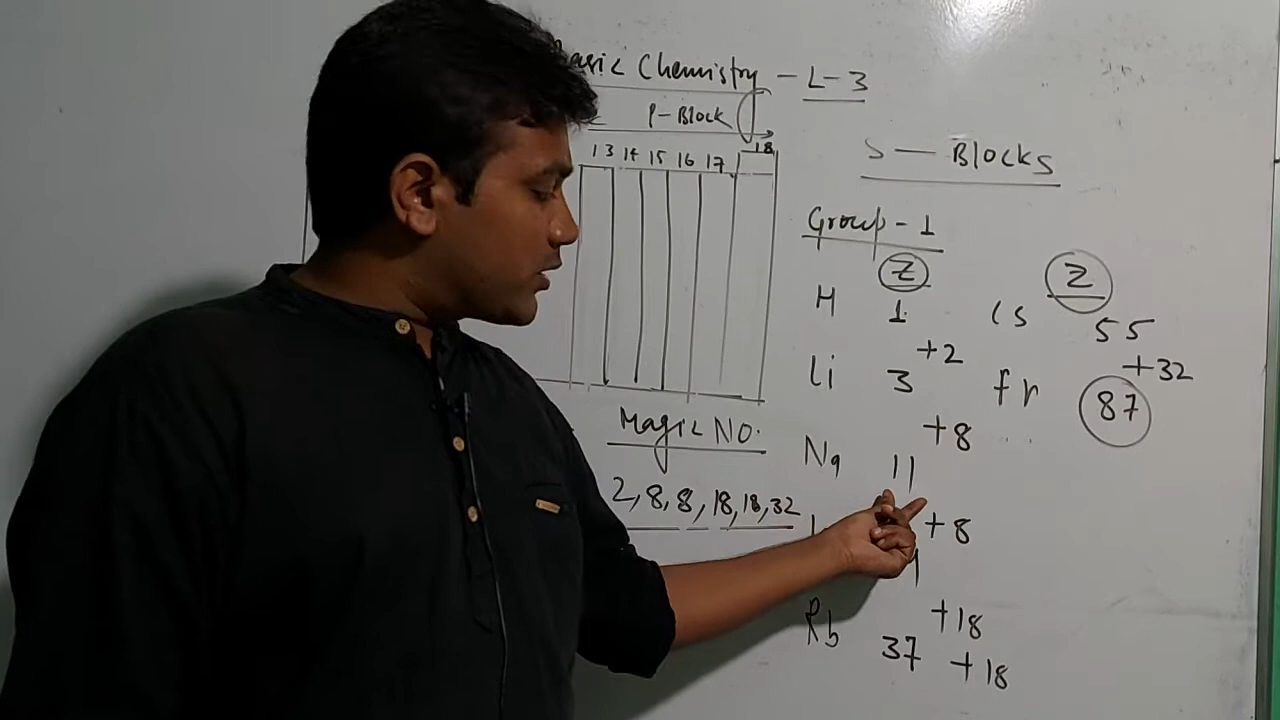 Chemistry - L-3
P-Block
13 14 15 16 17 18
Magic NO.
2, 8, 8, 18, 18, 32
S - Blocks
Group - 1
Z
H 1
+2
Li 3
+8
Na 11
+8
+18
Rb 37
+18
Z
Cs 55
+32
Fr 87